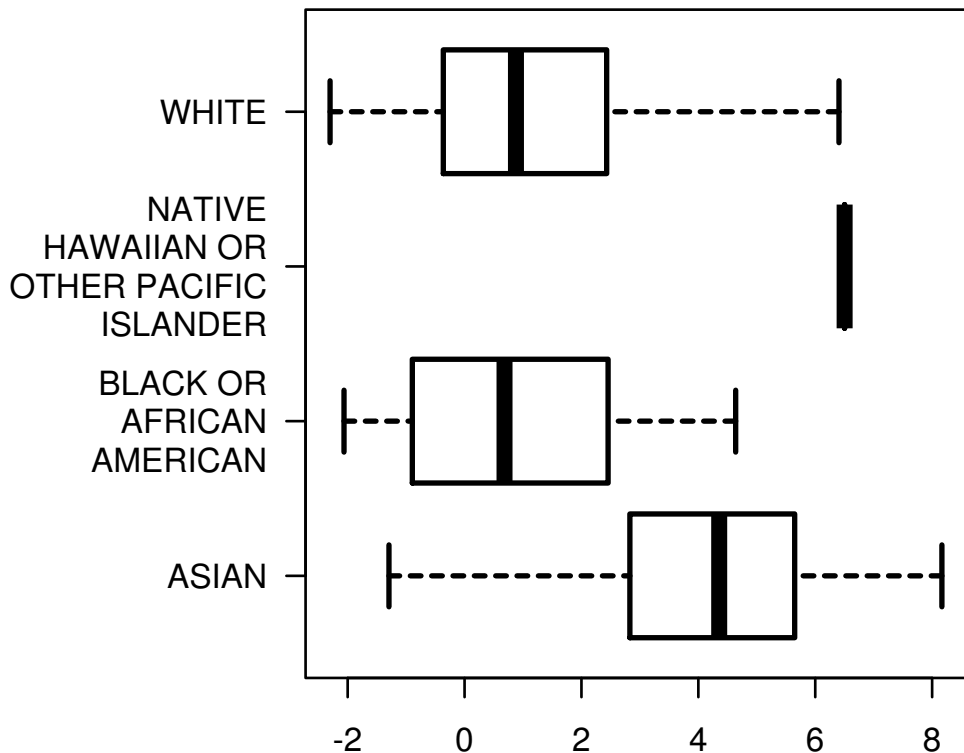 WHITE
NATIVE
HAWAIIAN OR
OTHER PACIFIC
ISLANDER
BLACK OR
AFRICAN
AMERICAN
ASIAN
-2 0 2 4 6 8